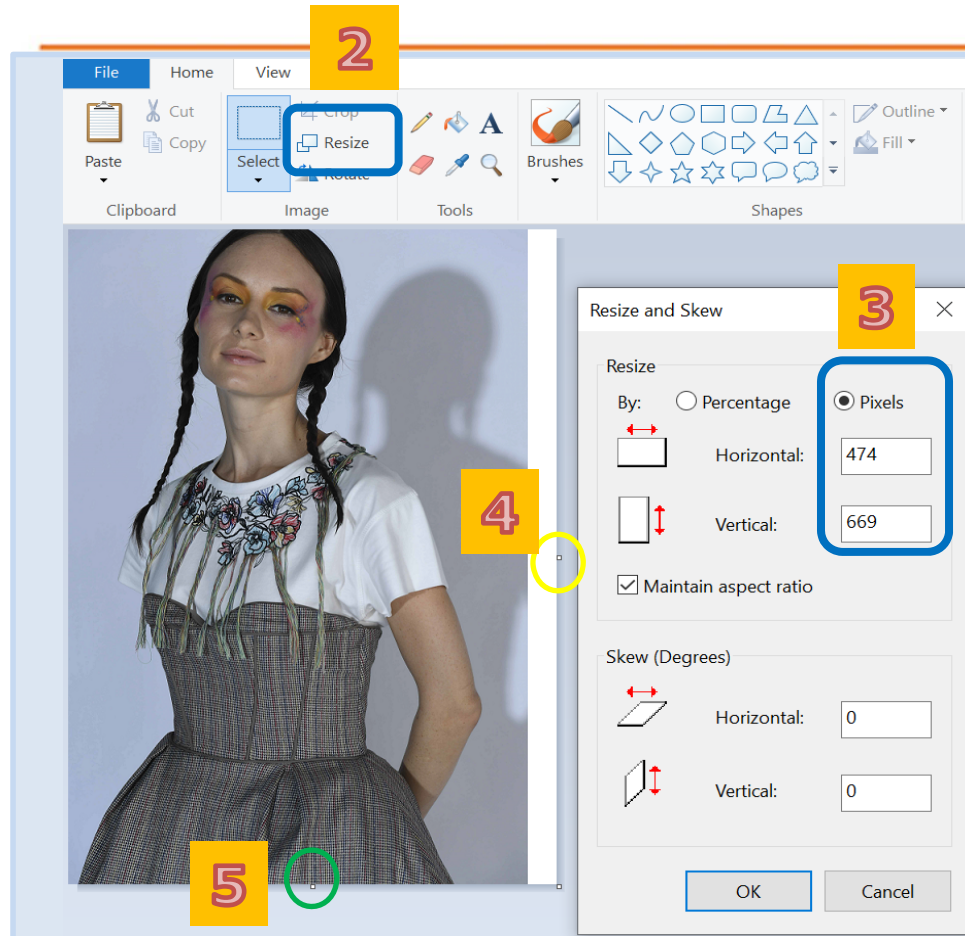 2
File Home View
Cut
Crop
Outline
Copy
Resize
Fill
Paste
Select
Rotate
A
Brushes
Clipboard Image Tools Shapes
3
Resize and Skew
Resize
By: Percentage Pixels
Horizontal: 474
4
Vertical: 669
Maintain aspect ratio
Skew (Degrees)
Horizontal: 0
Vertical: 0
5
OK Cancel